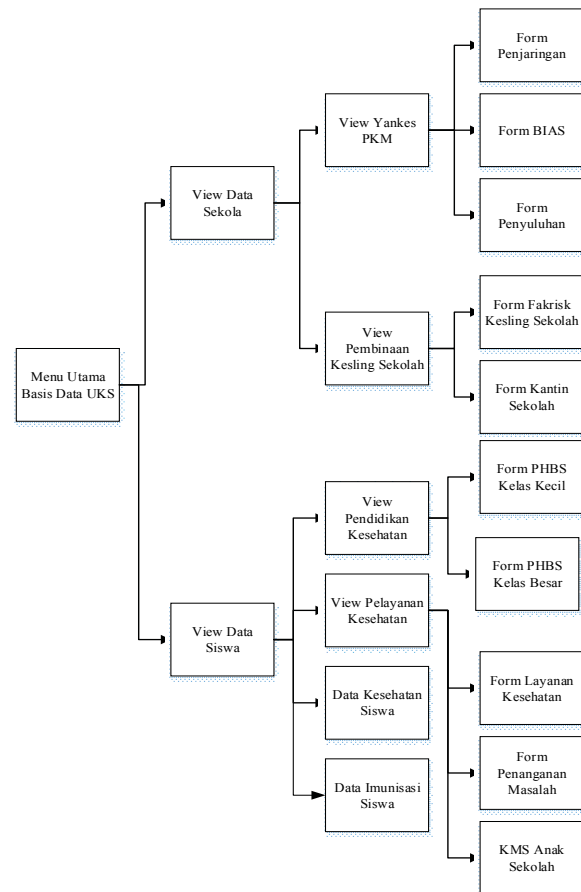 Menu Utama
Basis Data UKS
View Data
Sekola
View Yankes
PKM
Form
Penjaringan
Form BIAS
Form
Penyuluhan
View
Pembinaan
Kesling Sekolah
Form Fakrisk
Kesling Sekolah
Form Kantin
Sekolah
View Data
Siswa
View
Pendidikan
Kesehatan
Form PHBS
Kelas Kecil
Form PHBS
Kelas Besar
View Pelayanan
Kesehatan
Form Layanan
Kesehatan
Form
Penanganan
Masalah
KMS Anak
Sekolah
Data Kesehatan
Siswa
Data Imunisasi
Siswa